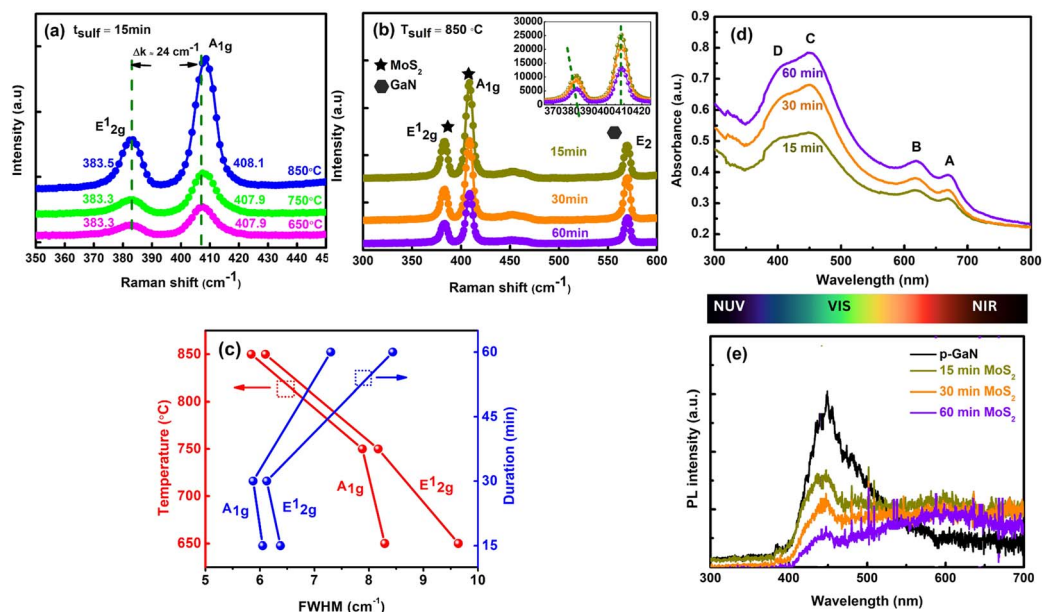 (a) t_sulf = 15min
Δk ≈ 24 cm⁻¹
A₁g
E¹₂g
383.5 408.1 850°C
383.3 407.9 750°C
383.3 407.9 650°C
350 360 370 380 390 400 410 420 430 440 450
Raman shift (cm⁻¹)
Intensity (a.u)
(b) T_sulf = 850 °C
★ MoS₂
⬢ GaN
A₁g
E¹₂g
E₂
15min
30min
60min
30000
25000
20000
15000
10000
5000
0
370 380 390 400 410 420
300 350 400 450 500 550 600
Raman shift (cm⁻¹)
Intensity (a.u)
(d)
D C
B A
60 min
30 min
15 min
0.9
0.8
0.7
0.6
0.5
0.4
0.3
0.2
300 400 500 600 700 800
Wavelength (nm)
Absorbance (a.u.)
NUV VIS NIR
(c)
850
800
750
700
650
Temperature (°C)
60
45
30
15
Duration (min)
A₁g E¹₂g
A₁g E¹₂g
5 6 7 8 9 10
FWHM (cm⁻¹)
(e)
p-GaN
15 min MoS₂
30 min MoS₂
60 min MoS₂
PL intensity (a.u.)
300 400 500 600 700
Wavelength (nm)